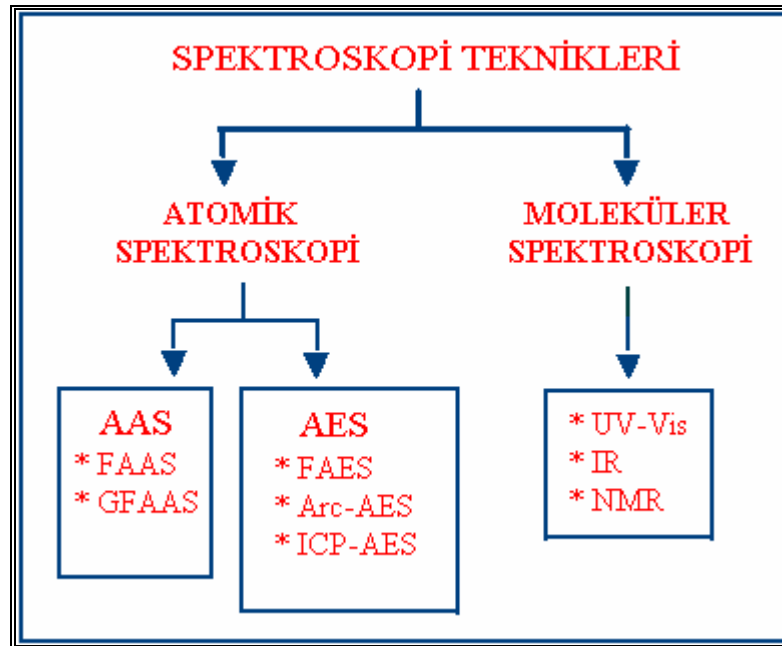 SPEKTROSKOPİ TEKNİKLERİ
ATOMİK
SPEKTROSKOPİ
MOLEKÜLER
SPEKTROSKOPİ
AAS
* FAAS
* GFAAS
AES
* FAES
* Arc-AES
* ICP-AES
* UV-Vis
* IR
* NMR